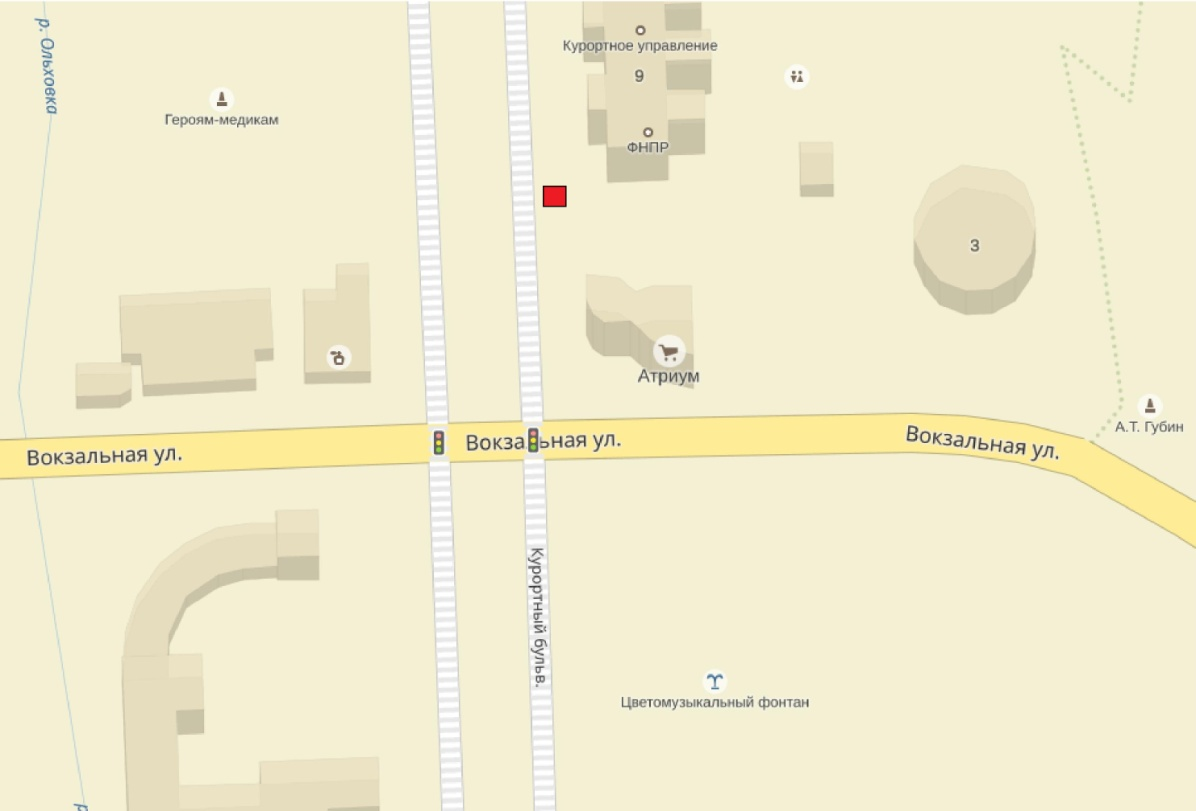 р. Ольховка
Курортное управление
9
Героям-медикам
ФНПР
3
Атриум
А.Т. Губин
Вокзальная ул.
Вокзальная ул.
Вокзальная ул.
Курортный бульв.
Цветомузыкальный фонтан
р